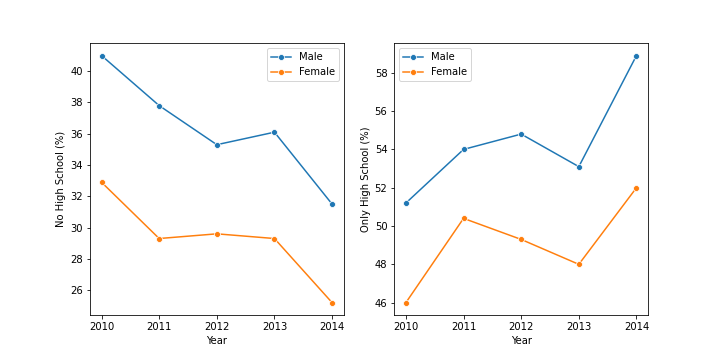 No High School (%)
40
38
36
34
32
30
28
26
Male
Female
2010 2011 2012 2013 2014
Year
Only High School (%)
58
56
54
52
50
48
46
Male
Female
2010 2011 2012 2013 2014
Year